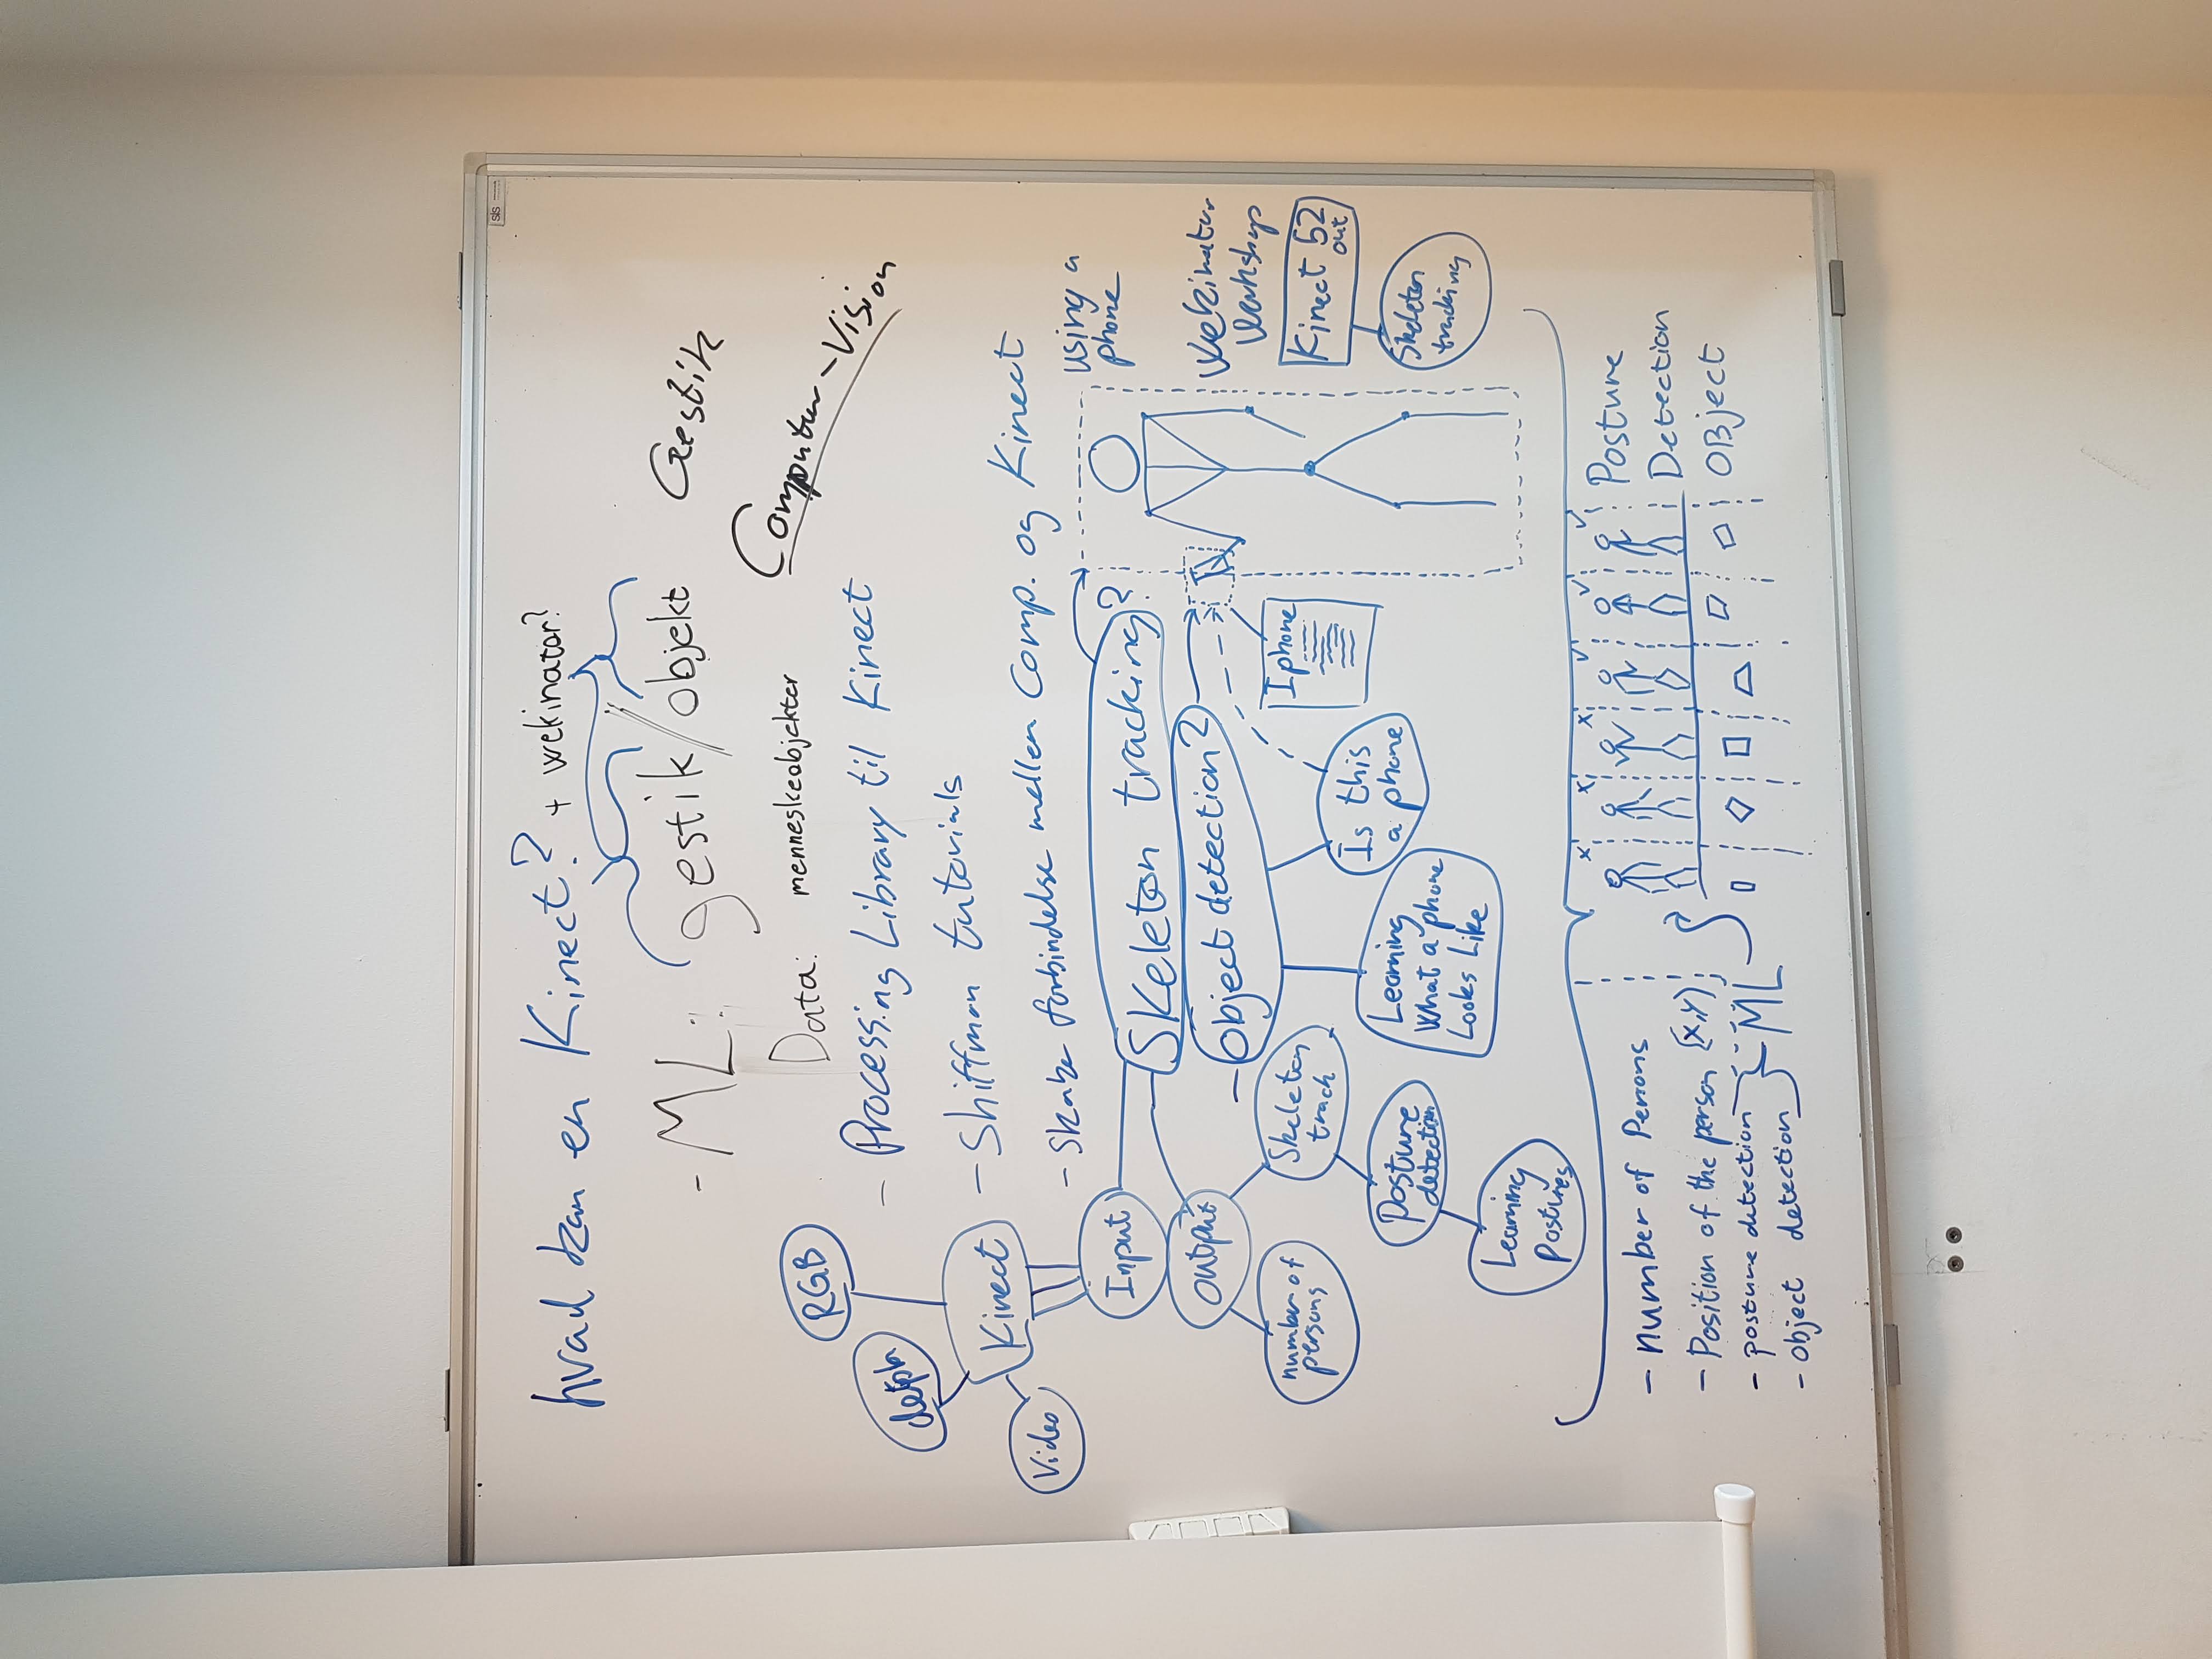 sls
hvad kan en Kinect? + wekinator?
- ML: gestik/objekt
Gestik
Data: menneskeobjekter
Computer-Vision
RGB
detph
Kinect
Video
- Processing Library til Kinect
- Shiffman tutorials
- Skabe forbindelse mellem Comp. og Kinect
Input
Skeleton tracking?
using a
phone
output
- object detection?
number of
persons
Skeleton
track
Posture
detection
Learning
Postures
Learning
What a phone
Looks Like
Is this
a phone
Iphone
Wekinator
Workshop
Kinect 52
out
Skeleton
tracking
- number of Persons
- Position of the person (x,y)
- posture detection
- object detection
ML
x x x ✓ ✓ ✓
Posture
Detection
OBject